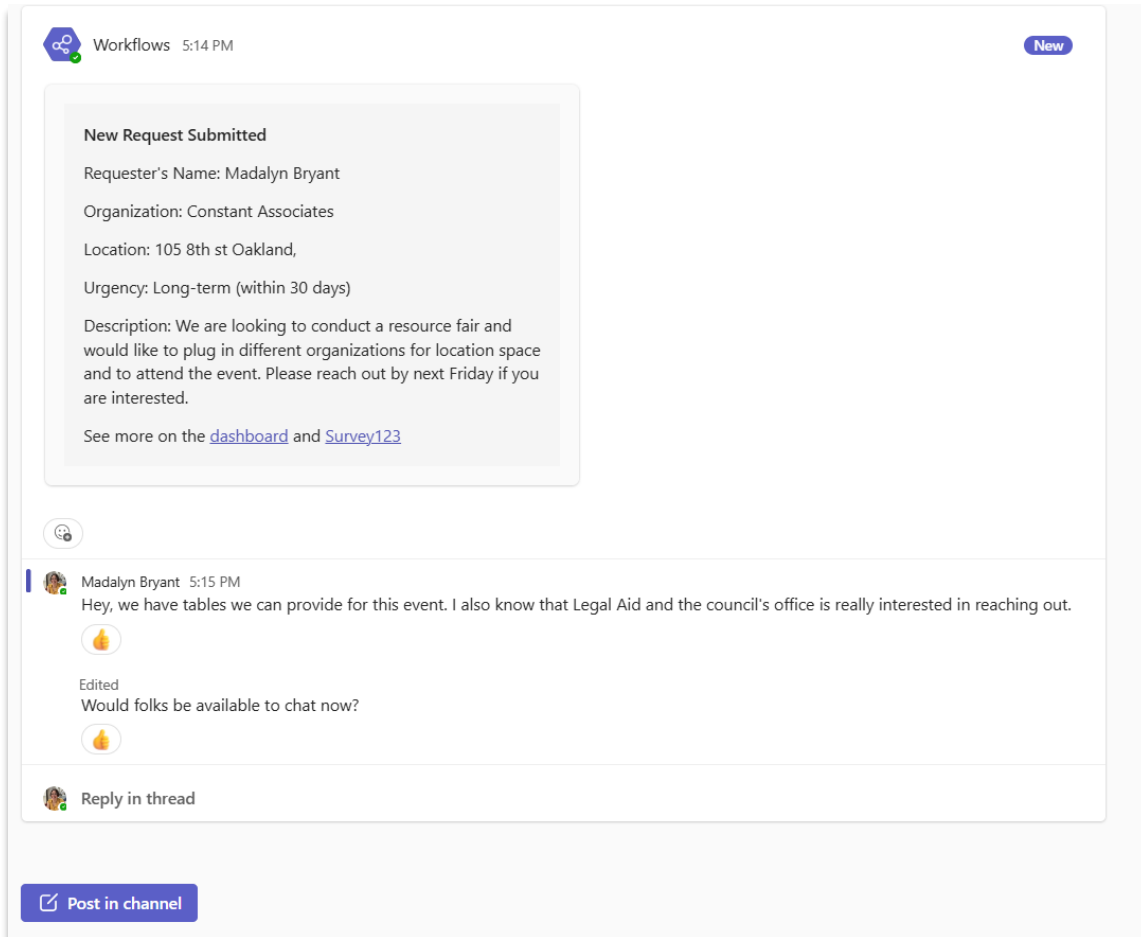 Workflows 5:14 PM
New
New Request Submitted
Requester's Name: Madalyn Bryant
Organization: Constant Associates
Location: 105 8th st Oakland,
Urgency: Long-term (within 30 days)
Description: We are looking to conduct a resource fair and
would like to plug in different organizations for location space
and to attend the event. Please reach out by next Friday if you
are interested.
See more on the dashboard and Survey123
Madalyn Bryant 5:15 PM
Hey, we have tables we can provide for this event. I also know that Legal Aid and the council's office is really interested in reaching out.
Edited
Would folks be available to chat now?
Reply in thread
Post in channel